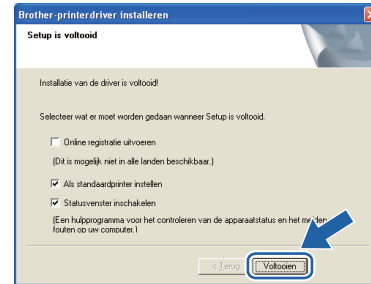 Brother-printerdriver installeren
Setup is voltooid
Installatie van de driver is voltooid!
Selecteer wat er moet worden gedaan wanneer Setup is voltooid.
Online registratie uitvoeren
(Dit is mogelijk niet in alle landen beschikbaar.)
Als standaardprinter instellen
Statusvenster inschakelen
(Een hulpprogramma voor het controleren van de apparaatstatus en het melden
fouten op uw computer.)
< Terug
Voltooien